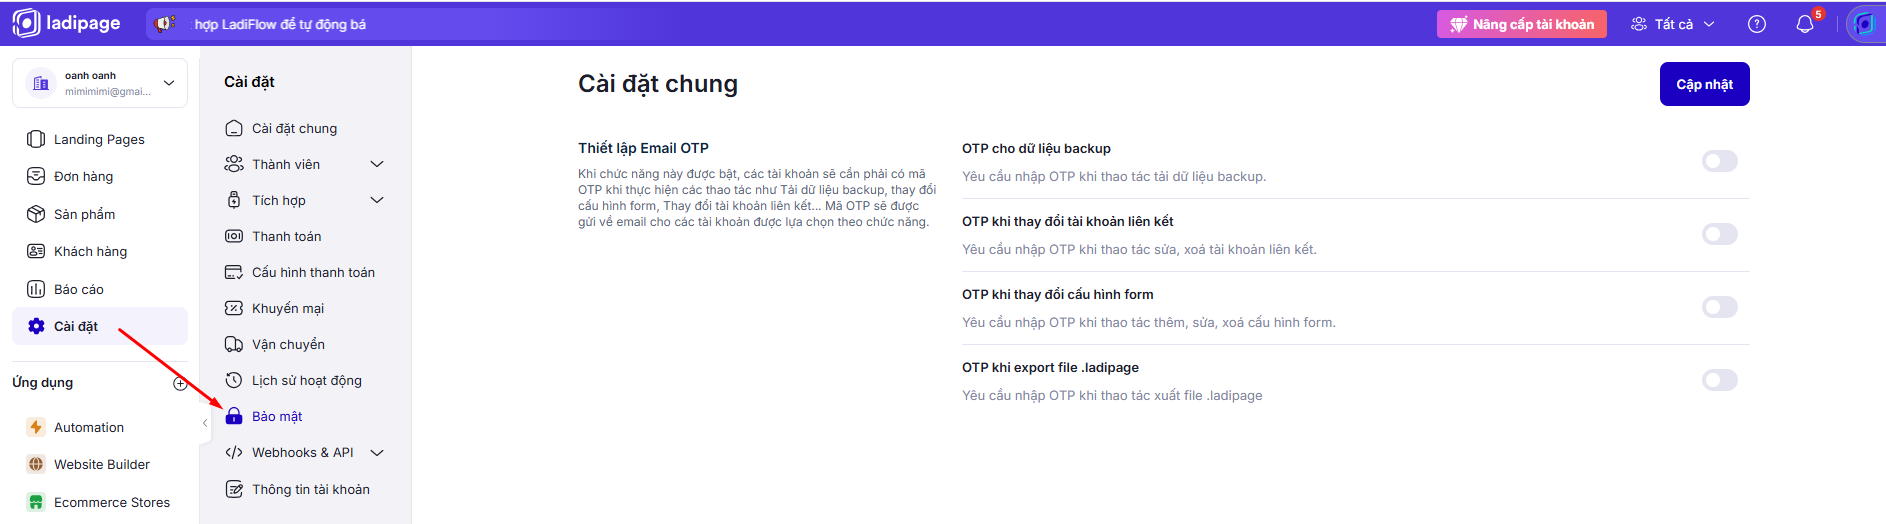 ladipage
hợp LadiFlow để tự động bá
Nâng cấp tài khoản
Tất cả
5
oanh oanh
mimimimi@gmai...
Landing Pages
Đơn hàng
Sản phẩm
Khách hàng
Báo cáo
Cài đặt
Ứng dụng
Automation
Website Builder
Ecommerce Stores
Cài đặt
Cài đặt chung
Thành viên
Tích hợp
Thanh toán
Cấu hình thanh toán
Khuyến mại
Vận chuyển
Lịch sử hoạt động
Bảo mật
Webhooks & API
Thông tin tài khoản
Cài đặt chung
Cập nhật
Thiết lập Email OTP
Khi chức năng này được bật, các tài khoản sẽ cần phải có mã
OTP khi thực hiện các thao tác như Tải dữ liệu backup, thay đổi
cấu hình form, Thay đổi tài khoản liên kết... Mã OTP sẽ được
gửi về email cho các tài khoản được lựa chọn theo chức năng.
OTP cho dữ liệu backup
Yêu cầu nhập OTP khi thao tác tải dữ liệu backup.
OTP khi thay đổi tài khoản liên kết
Yêu cầu nhập OTP khi thao tác sửa, xoá tài khoản liên kết.
OTP khi thay đổi cấu hình form
Yêu cầu nhập OTP khi thao tác thêm, sửa, xoá cấu hình form.
OTP khi export file .ladipage
Yêu cầu nhập OTP khi thao tác xuất file .ladipage